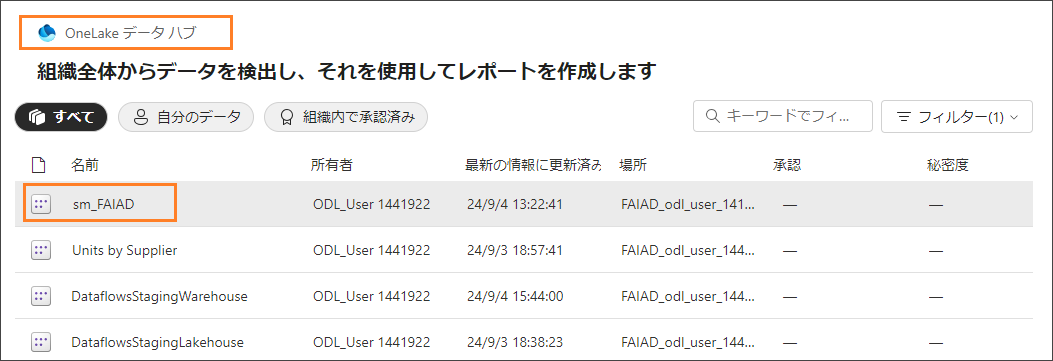 OneLake データ ハブ
組織全体からデータを検出し、それを使用してレポートを作成します
すべて 自分のデータ 組織内で承認済み キーワードでフィ... フィルター(1)
名前 所有者 最新の情報に更新済み 場所 承認 秘密度
sm_FAIAD ODL_User 1441922 24/9/4 13:22:41 FAIAD_odl_user_141... — —
Units by Supplier ODL_User 1441922 24/9/3 18:57:41 FAIAD_odl_user_144... — —
DataflowsStagingWarehouse ODL_User 1441922 24/9/4 15:44:00 FAIAD_odl_user_144... — —
DataflowsStagingLakehouse ODL_User 1441922 24/9/3 18:38:23 FAIAD_odl_user_144... — —